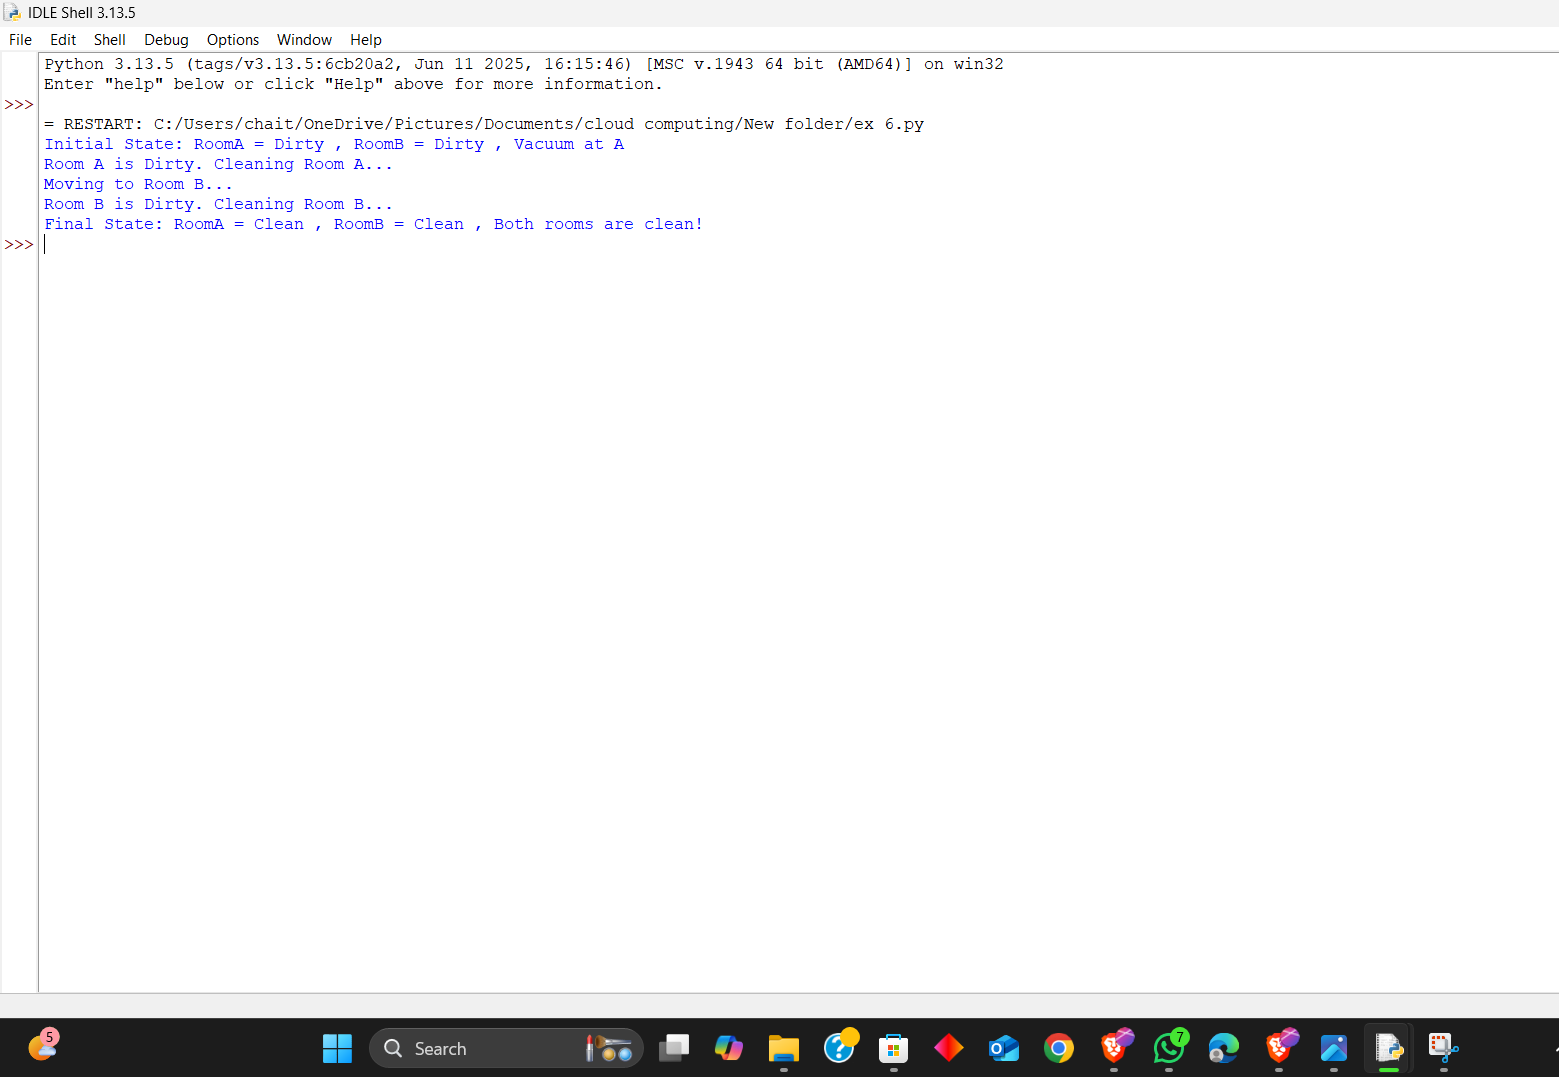 IDLE Shell 3.13.5
File Edit Shell Debug Options Window Help
Python 3.13.5 (tags/v3.13.5:6cb20a2, Jun 11 2025, 16:15:46) [MSC v.1943 64 bit (AMD64)] on win32
Enter "help" below or click "Help" above for more information.
>>>
= RESTART: C:/Users/chait/OneDrive/Pictures/Documents/cloud computing/New folder/ex 6.py
Initial State: RoomA = Dirty , RoomB = Dirty , Vacuum at A
Room A is Dirty. Cleaning Room A...
Moving to Room B...
Room B is Dirty. Cleaning Room B...
Final State: RoomA = Clean , RoomB = Clean , Both rooms are clean!
>>>
5 Search 7